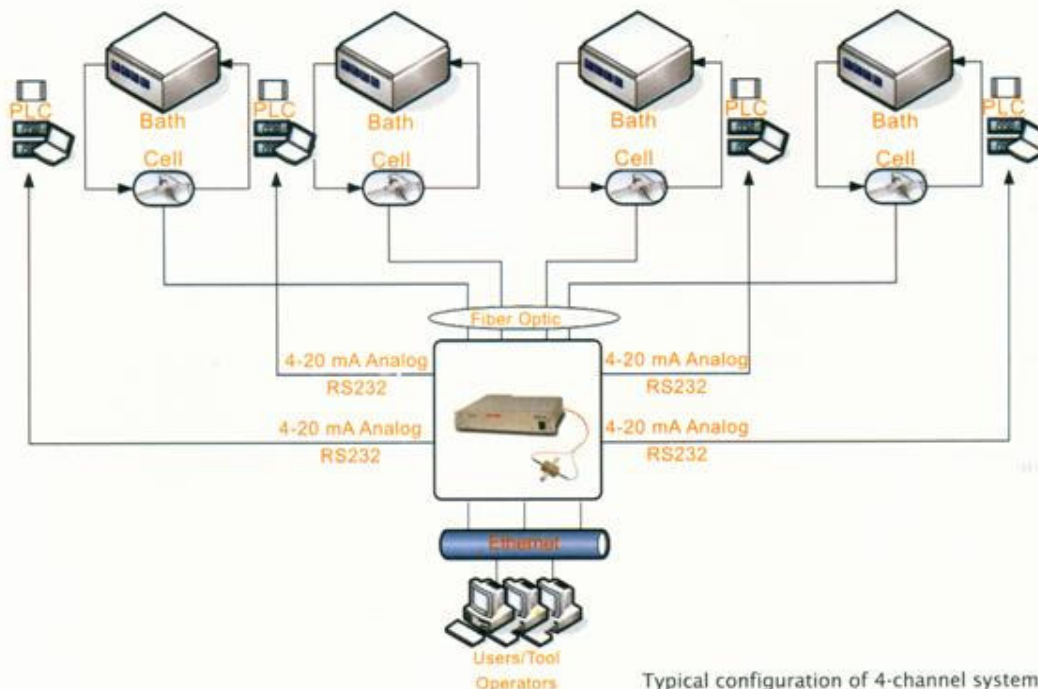 PLC
Bath
Cell
PLC
Bath
Cell
Bath
Cell
PLC
Bath
Cell
PLC
Fiber Optic
4-20 mA Analog
RS232
4-20 mA Analog
RS232
4-20 mA Analog
RS232
4-20 mA Analog
RS232
Ethernet
Users/Tool
Operators
Typical configuration of 4-channel system